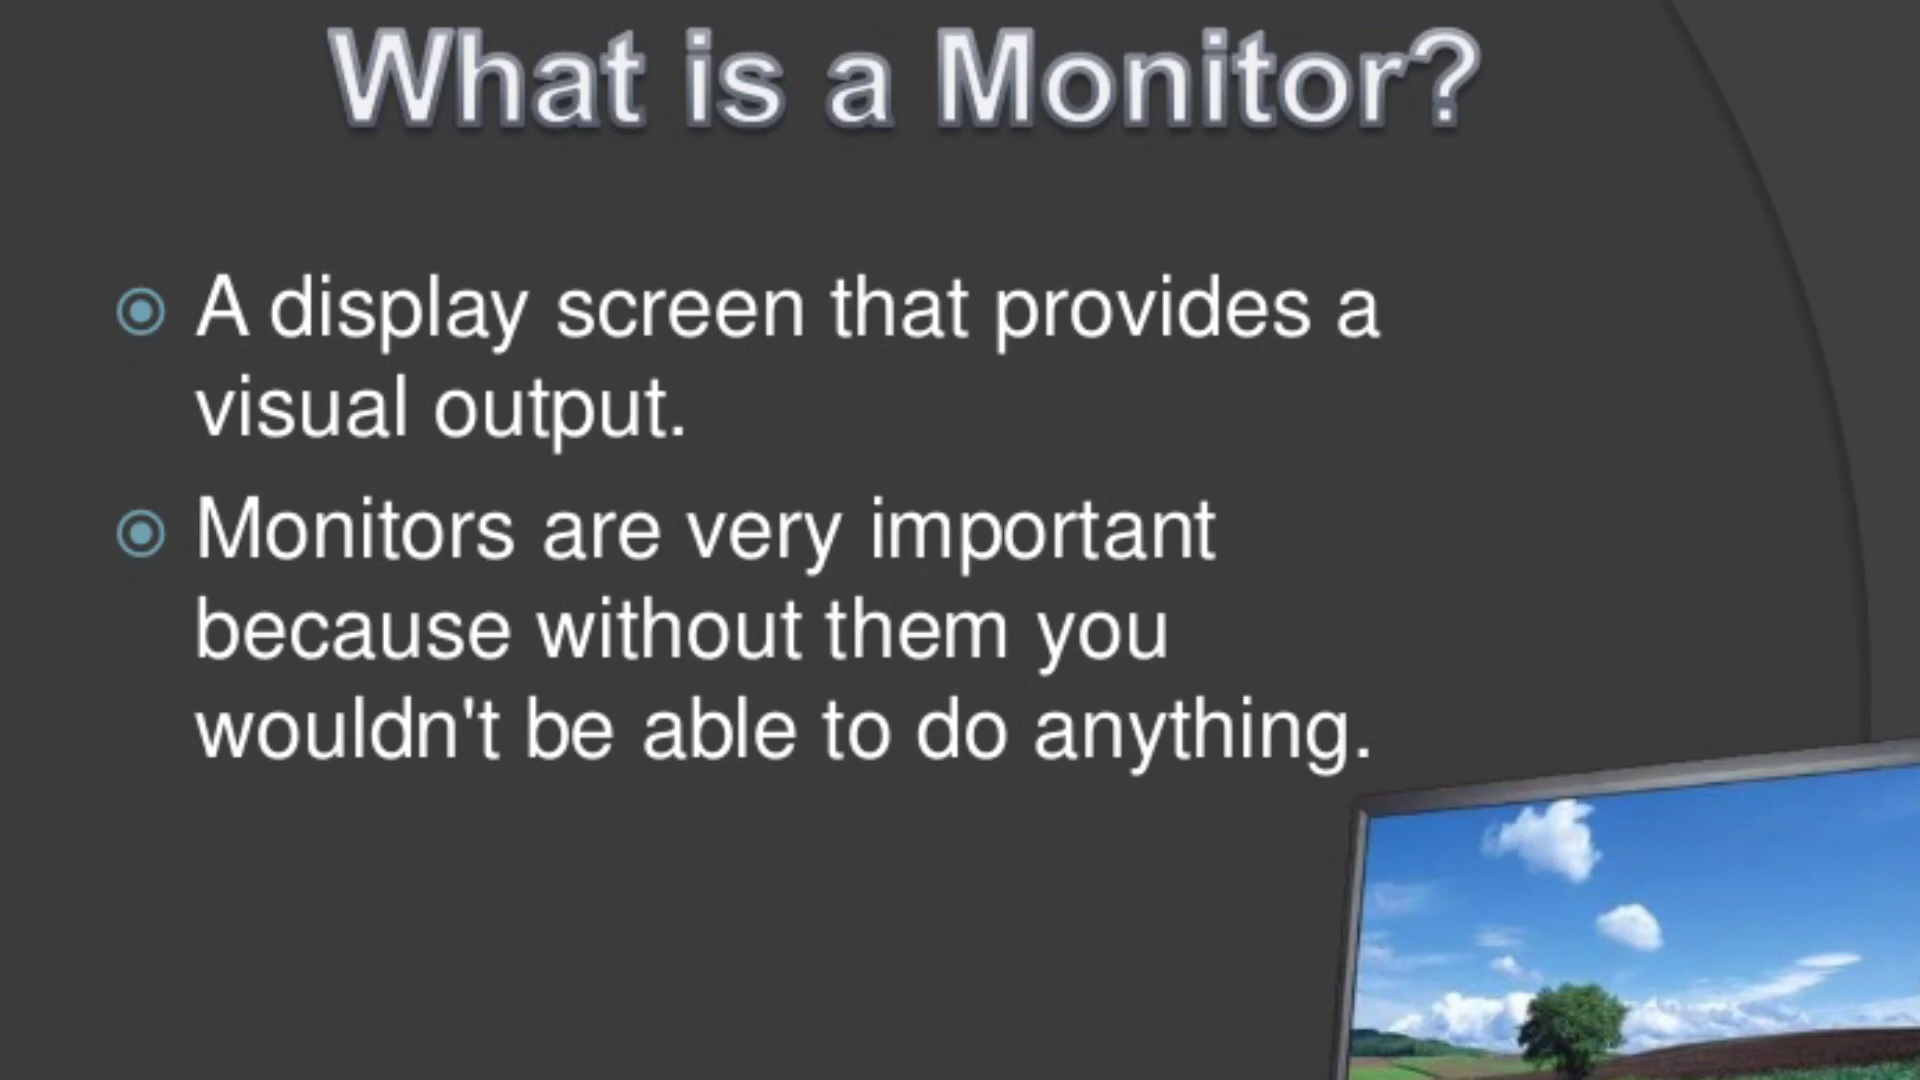 What is a Monitor?
A display screen that provides a
visual output.
Monitors are very important
because without them you
wouldn't be able to do anything.